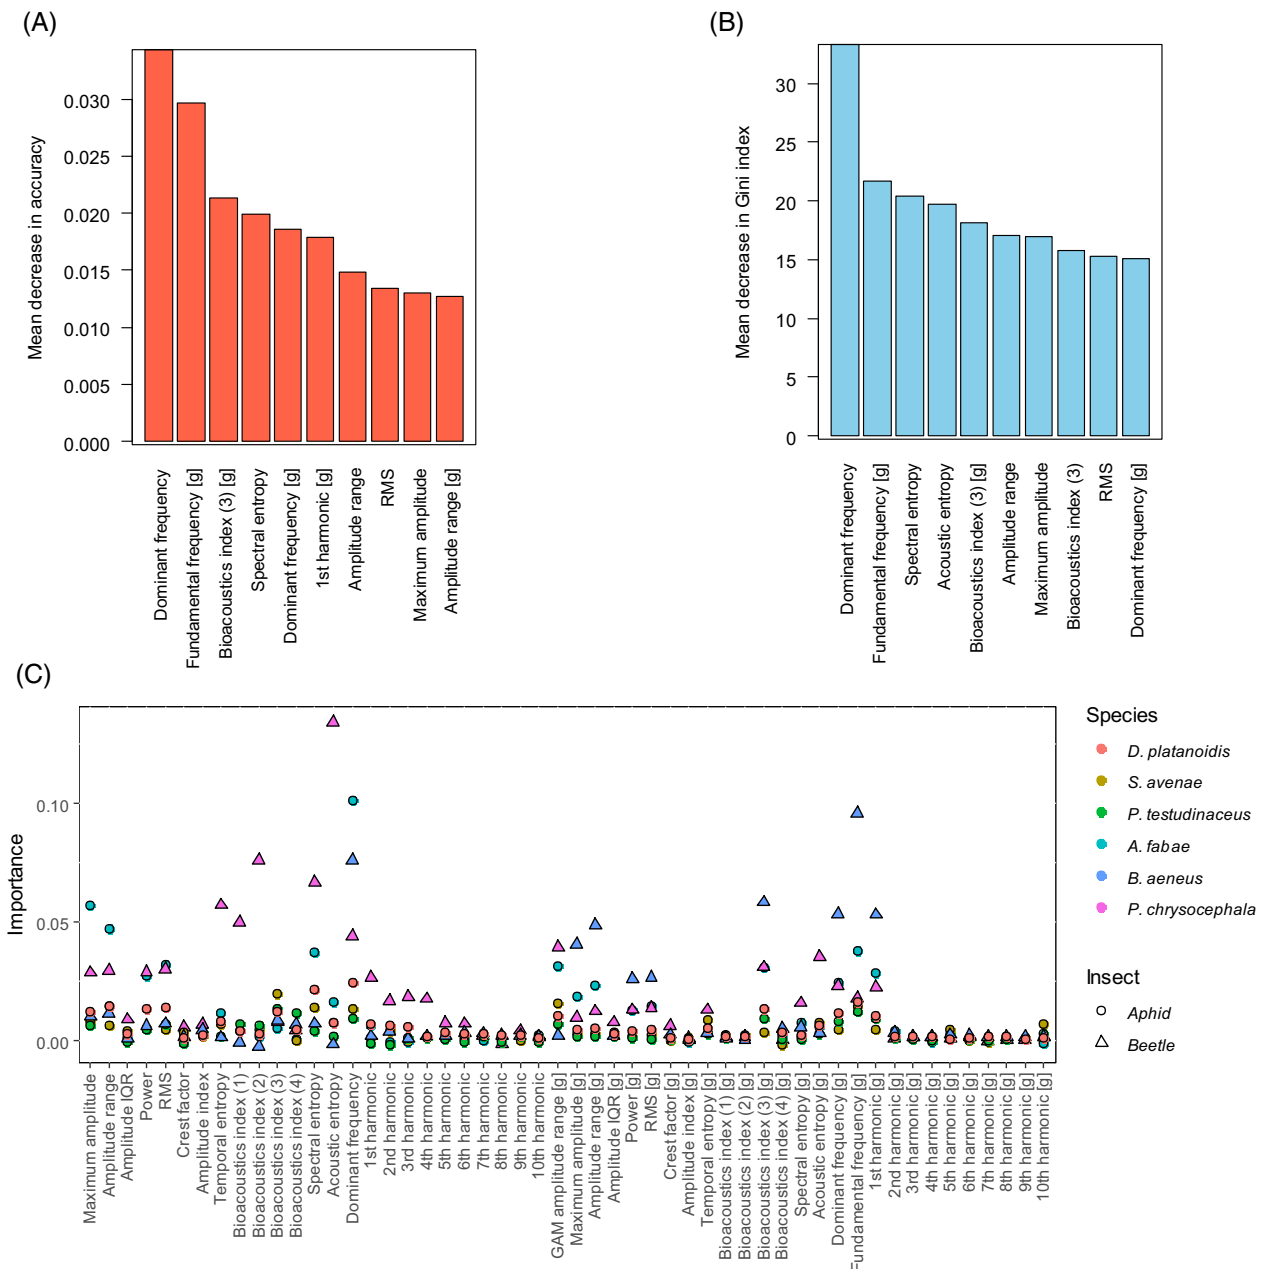 (A)
Mean decrease in accuracy
0.030
0.025
0.020
0.015
0.010
0.005
0.000
Dominant frequency
Fundamental frequency [g]
Bioacoustics index (3) [g]
Spectral entropy
Dominant frequency [g]
1st harmonic [g]
Amplitude range
RMS
Maximum amplitude
Amplitude range [g]
(B)
Mean decrease in Gini index
30
25
20
15
10
5
0
Dominant frequency
Fundamental frequency [g]
Spectral entropy
Acoustic entropy
Bioacoustics index (3) [g]
Amplitude range
Maximum amplitude
Bioacoustics index (3)
RMS
Dominant frequency [g]
(C)
Importance
0.10
0.05
0.00
Maximum amplitude
Amplitude range
Amplitude IQR
Power
RMS
Crest factor
Amplitude index
Temporal entropy
Bioacoustics index (1)
Bioacoustics index (2)
Bioacoustics index (3)
Bioacoustics index (4)
Spectral entropy
Acoustic entropy
Dominant frequency
1st harmonic
2nd harmonic
3rd harmonic
4th harmonic
5th harmonic
6th harmonic
7th harmonic
8th harmonic
9th harmonic
10th harmonic
GAM amplitude range [g]
Maximum amplitude [g]
Amplitude range [g]
Amplitude IQR [g]
Power [g]
RMS [g]
Crest factor [g]
Amplitude index [g]
Temporal entropy [g]
Bioacoustics index (1) [g]
Bioacoustics index (2) [g]
Bioacoustics index (3) [g]
Bioacoustics index (4) [g]
Spectral entropy [g]
Acoustic entropy [g]
Dominant frequency [g]
Fundamental frequency [g]
1st harmonic [g]
2nd harmonic [g]
3rd harmonic [g]
4th harmonic [g]
5th harmonic [g]
6th harmonic [g]
7th harmonic [g]
8th harmonic [g]
9th harmonic [g]
10th harmonic [g]
Species
D. platanoidis
S. avenae
P. testudinaceus
A. fabae
B. aeneus
P. chrysocephala
Insect
Aphid
Beetle